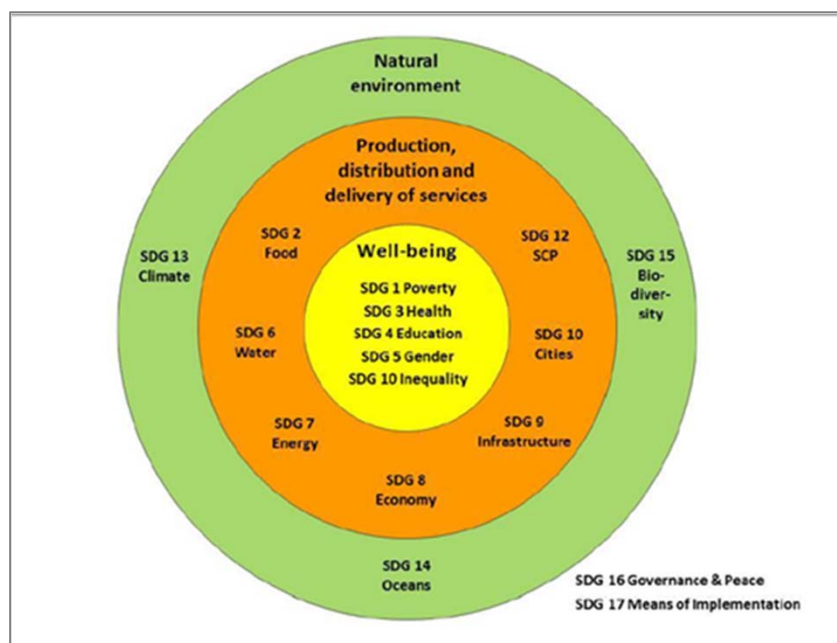 Natural
environment
Production,
distribution and
delivery of services
SDG 2
Food
SDG 12
SCP
Well-being
SDG 13
Climate
SDG 15
Bio-
diver-
sity
SDG 1 Poverty
SDG 3 Health
SDG 4 Education
SDG 5 Gender
SDG 10 Inequality
SDG 6
Water
SDG 10
Cities
SDG 7
Energy
SDG 9
Infrastructure
SDG 8
Economy
SDG 14
Oceans
SDG 16 Governance & Peace
SDG 17 Means of Implementation